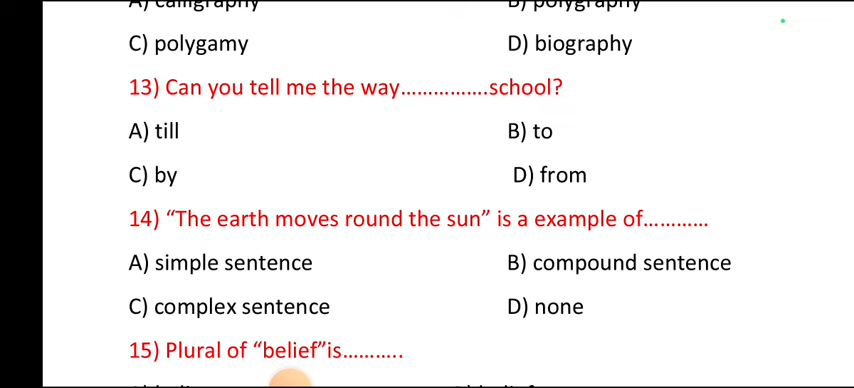 A) calligraphy B) polygraphy
C) polygamy D) biography
13) Can you tell me the way................school?
A) till B) to
C) by D) from
14) “The earth moves round the sun” is a example of............
A) simple sentence B) compound sentence
C) complex sentence D) none
15) Plural of “belief”is...........